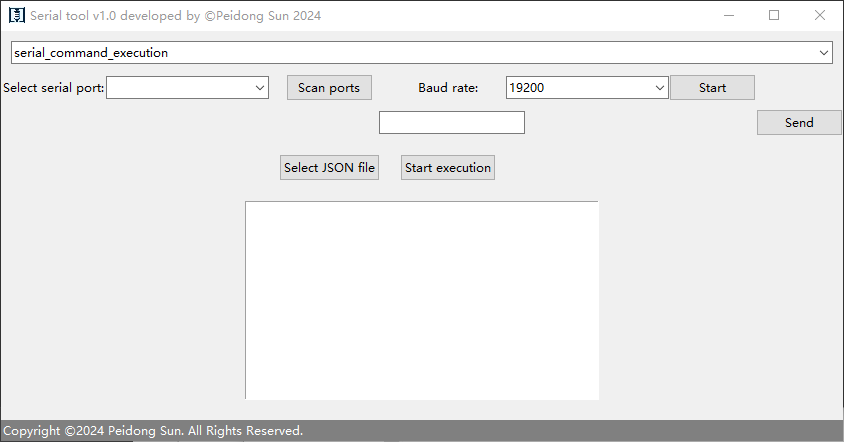 Serial tool v1.0 developed by ©Peidong Sun 2024
serial_command_execution
Select serial port: Scan ports Baud rate: 19200 Start
Send
Select JSON file Start execution
Copyright ©2024 Peidong Sun. All Rights Reserved.